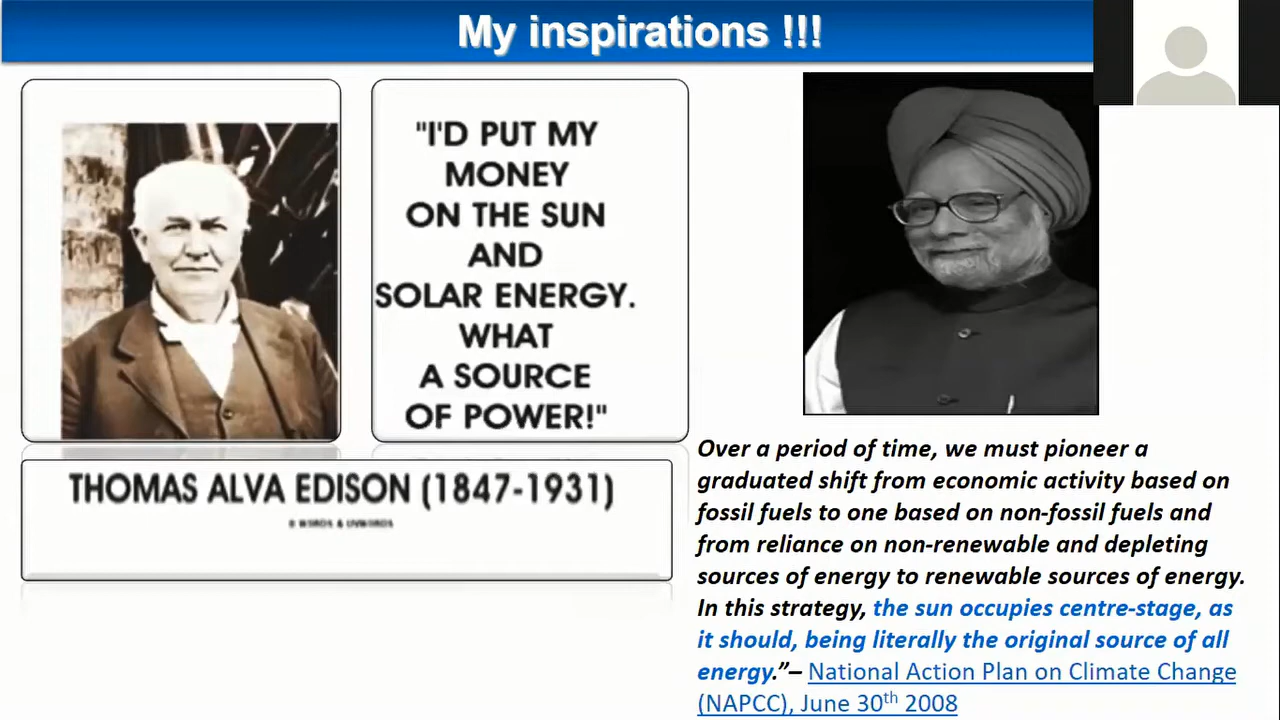 My inspirations !!!
"I'D PUT MY
MONEY
ON THE SUN
AND
SOLAR ENERGY.
WHAT
A SOURCE
OF POWER!"
THOMAS ALVA EDISON (1847-1931)
Over a period of time, we must pioneer a
graduated shift from economic activity based on
fossil fuels to one based on non-fossil fuels and
from reliance on non-renewable and depleting
sources of energy to renewable sources of energy.
In this strategy, the sun occupies centre-stage, as
it should, being literally the original source of all
energy.”– National Action Plan on Climate Change
(NAPCC), June 30th 2008